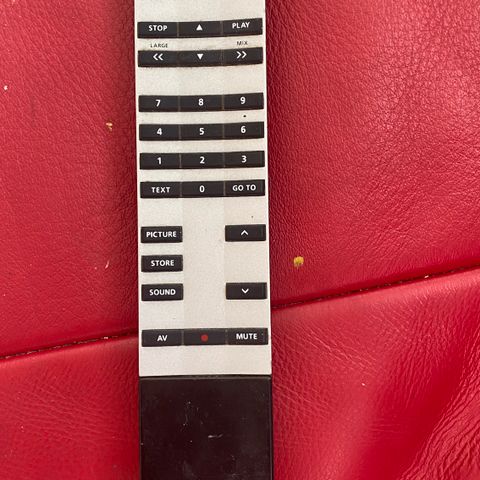 STOP ▲ PLAY
LARGE MIX
<< ▼ >>
7 8 9
4 5 6
1 2 3
TEXT 0 GO TO
PICTURE
STORE
SOUND
AV MUTE